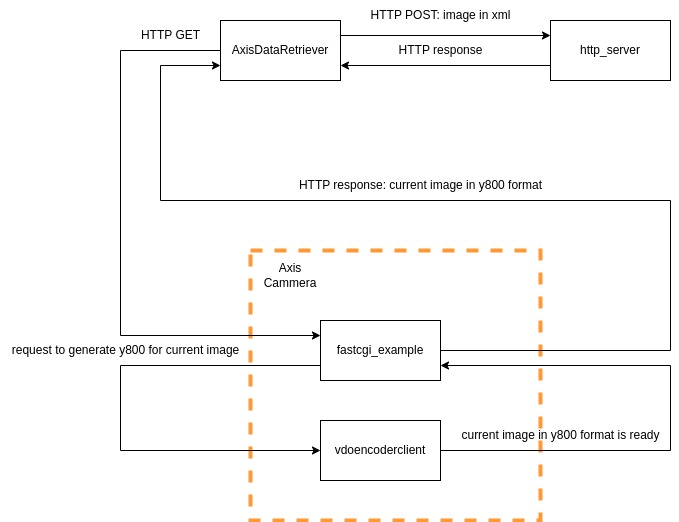 HTTP POST: image in xml
HTTP GET
AxisDataRetriever
HTTP response
http_server
HTTP response: current image in y800 format
Axis
Cammera
request to generate y800 for current image
fastcgi_example
current image in y800 format is ready
vdoencoderclient